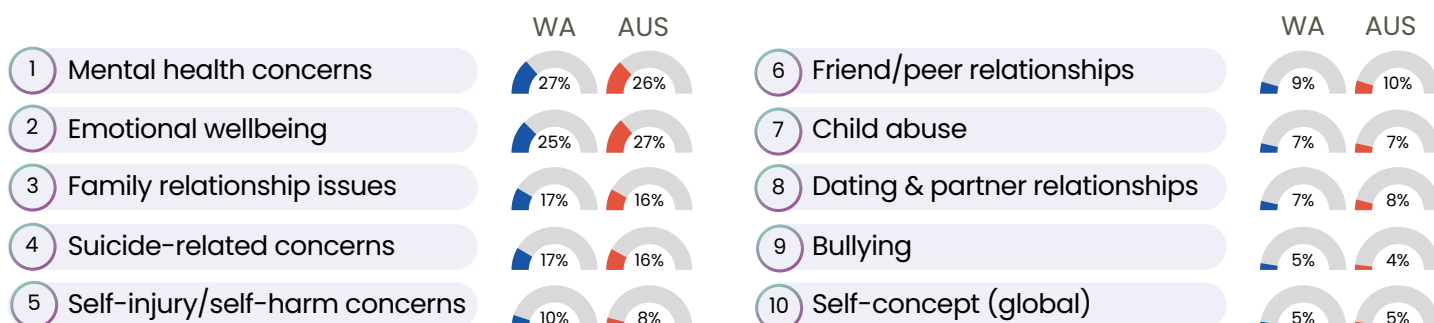 WA AUS
1 Mental health concerns 27% 26%
2 Emotional wellbeing 25% 27%
3 Family relationship issues 17% 16%
4 Suicide-related concerns 17% 16%
5 Self-injury/self-harm concerns 10% 8%
WA AUS
6 Friend/peer relationships 9% 10%
7 Child abuse 7% 7%
8 Dating & partner relationships 7% 8%
9 Bullying 5% 4%
10 Self-concept (global) 5% 5%